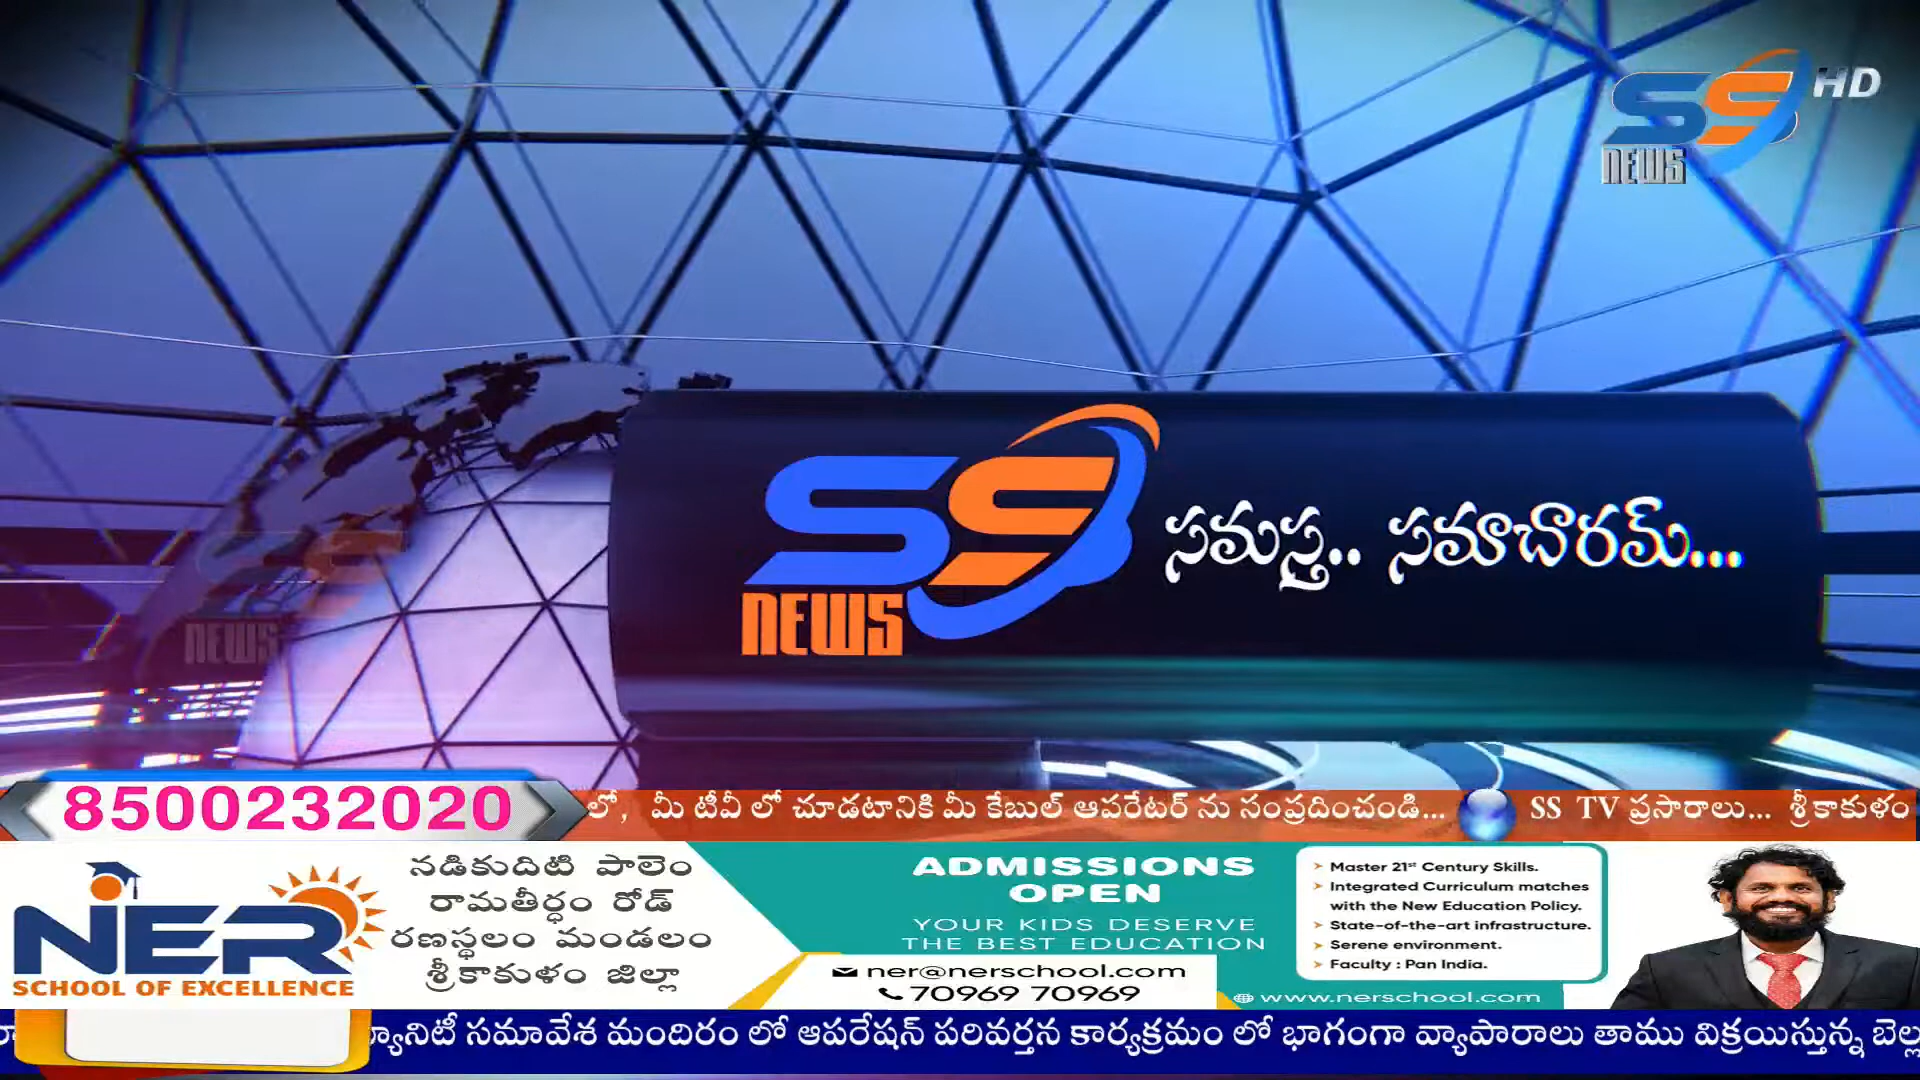 SS NEWS HD
SS NEWS సమస్త.. సమాచారమ్...
8500232020
లో, మీ టీవీ లో చూడటానికి మీ కేబుల్ ఆపరేటర్ ను సంప్రదించండి... SS TV ప్రసారాలు... శ్రీకాకుళం
NER
SCHOOL OF EXCELLENCE
నడికుదిటి పాలెం
రామతీర్ధం రోడ్
రణస్థలం మండలం
శ్రీకాకుళం జిల్లా
ADMISSIONS
OPEN
YOUR KIDS DESERVE
THE BEST EDUCATION
ner@nerschool.com
70969 70969
➤ Master 21st Century Skills.
➤ Integrated Curriculum matches
with the New Education Policy.
➤ State-of-the-art infrastructure.
➤ Serene environment.
➤ Faculty : Pan India.
www.nerschool.com
సమావేశ మందిరం లో ఆపరేషన్ పరివర్తన కార్యక్రమం లో భాగంగా వ్యాపారాలు తాము విక్రయిస్తున్న